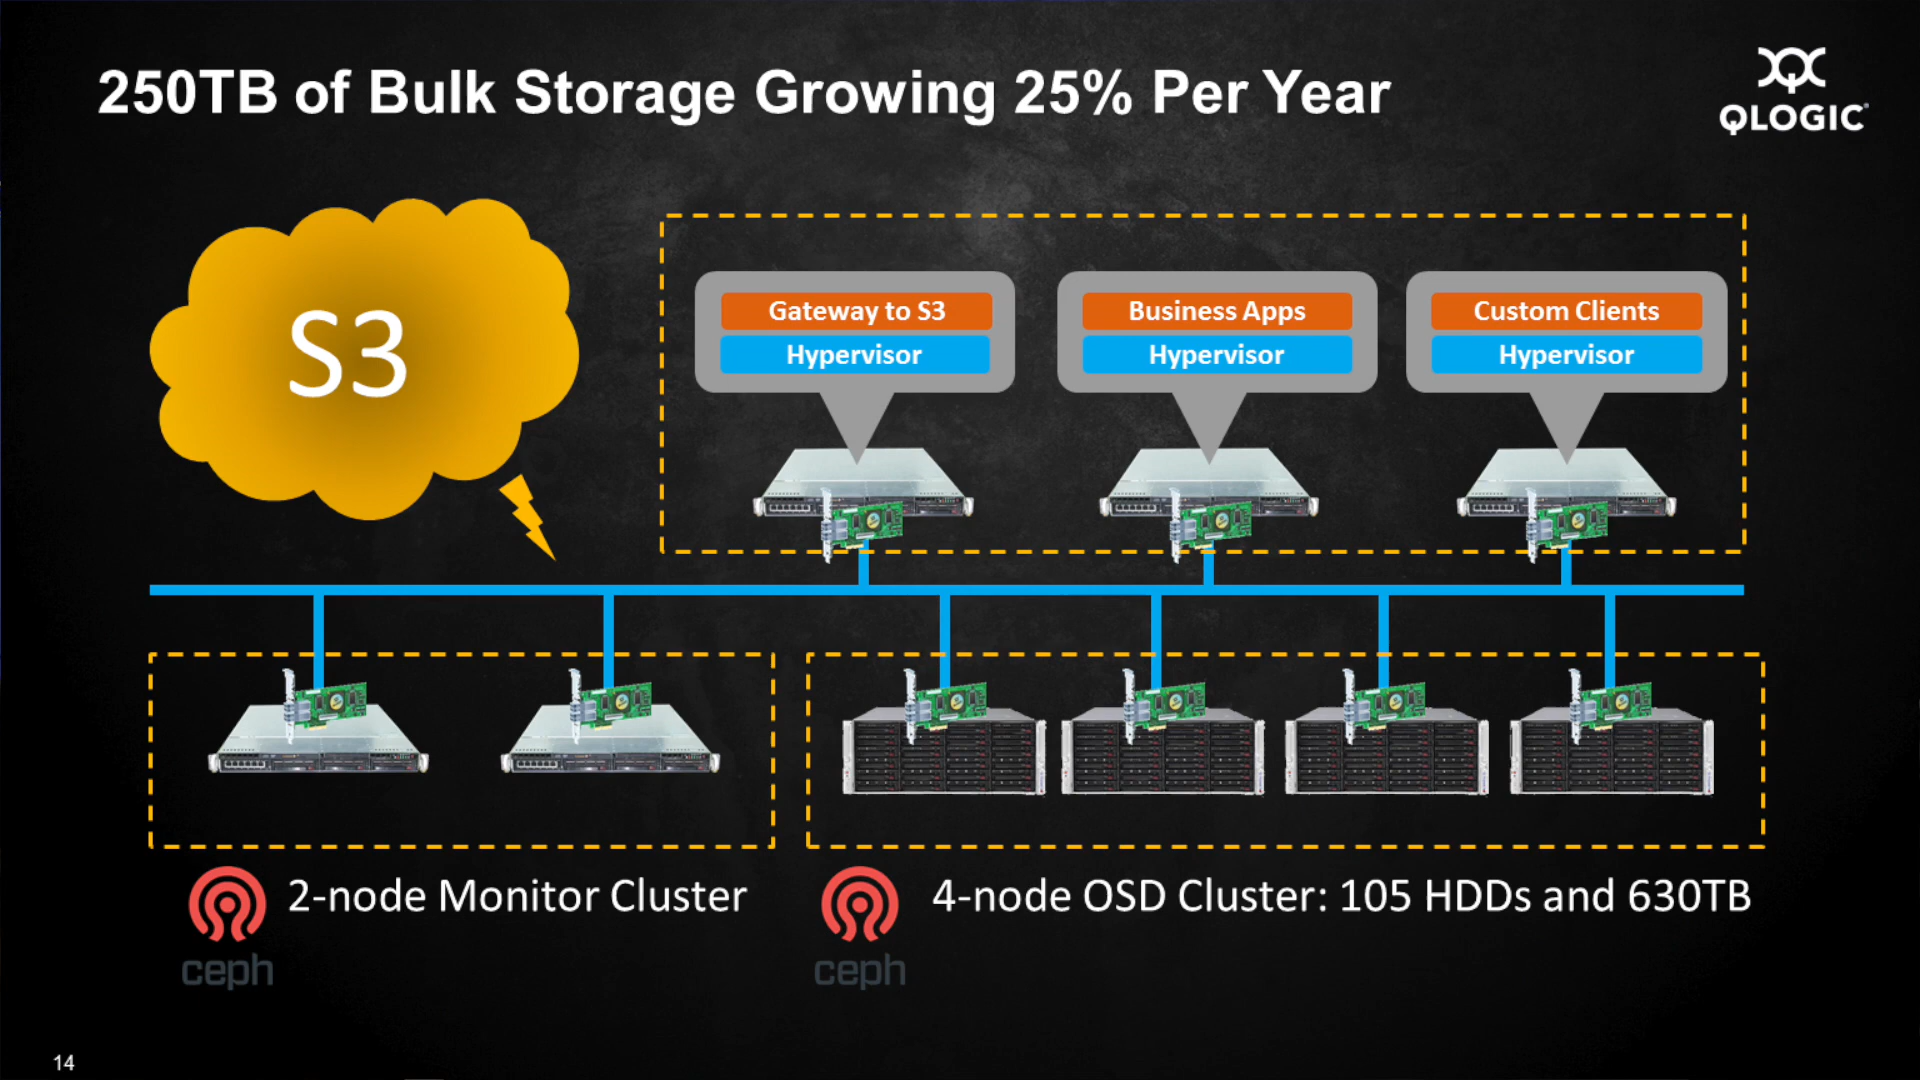 250TB of Bulk Storage Growing 25% Per Year
QLOGIC
S3
Gateway to S3
Hypervisor
Business Apps
Hypervisor
Custom Clients
Hypervisor
2-node Monitor Cluster
ceph
4-node OSD Cluster: 105 HDDs and 630TB
ceph
14